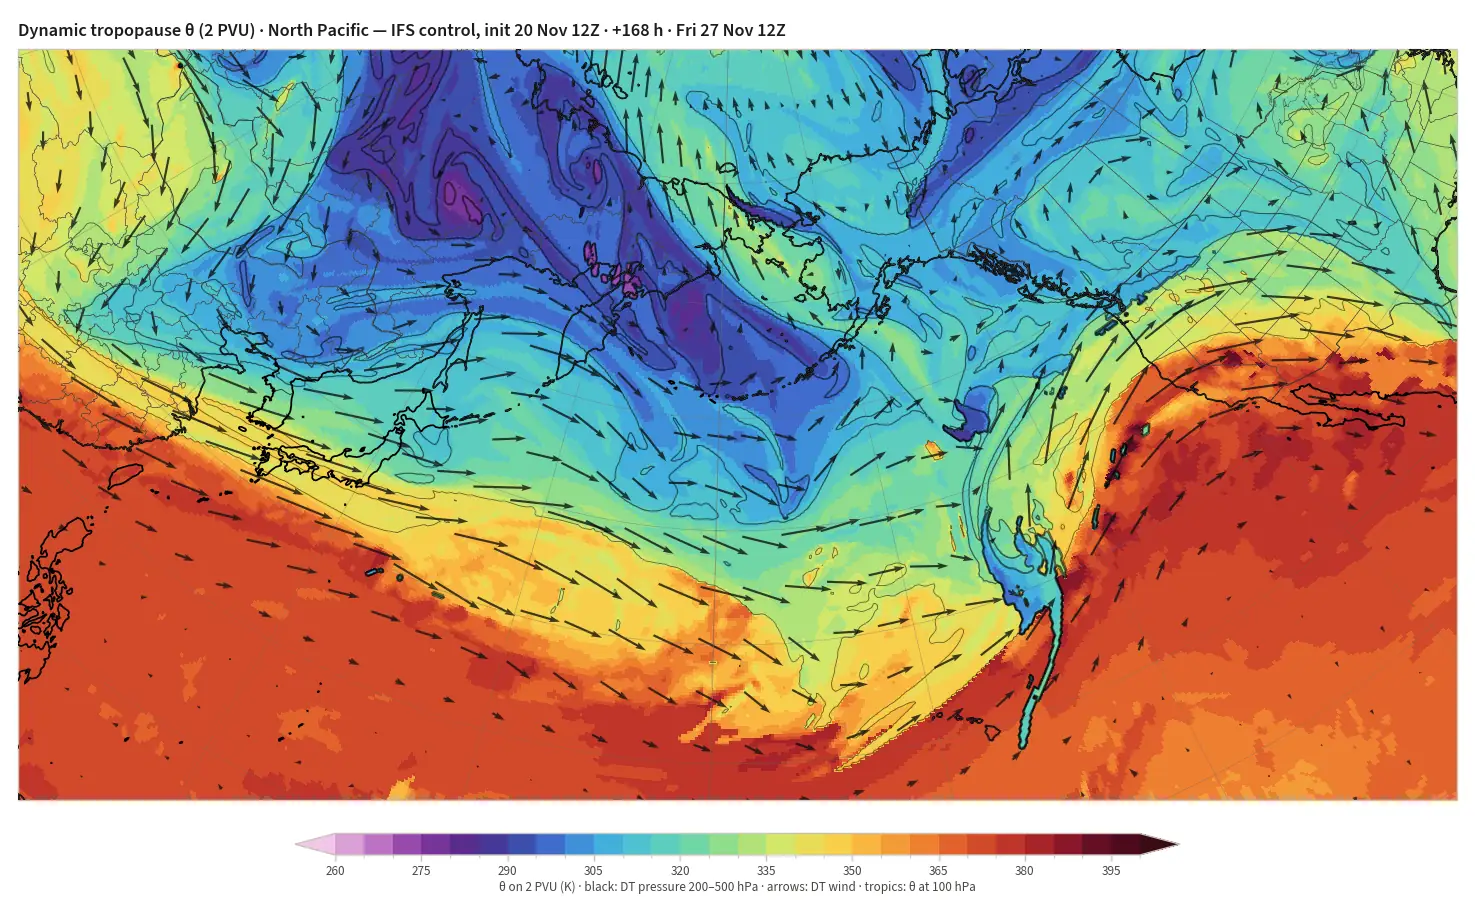 Dynamic tropopause θ (2 PVU) · North Pacific — IFS control, init 20 Nov 12Z · +168 h · Fri 27 Nov 12Z
260 275 290 305 320 335 350 365 380 395
θ on 2 PVU (K) · black: DT pressure 200–500 hPa · arrows: DT wind · tropics: θ at 100 hPa